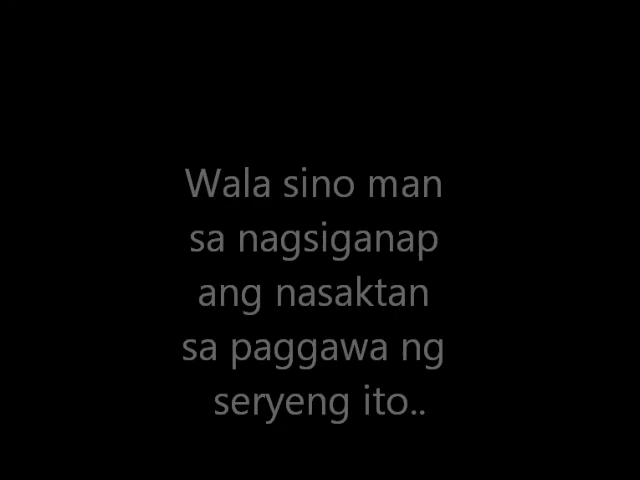 Wala sino man
sa nagsiganap
ang nasaktan
sa paggawa ng
seryeng ito..